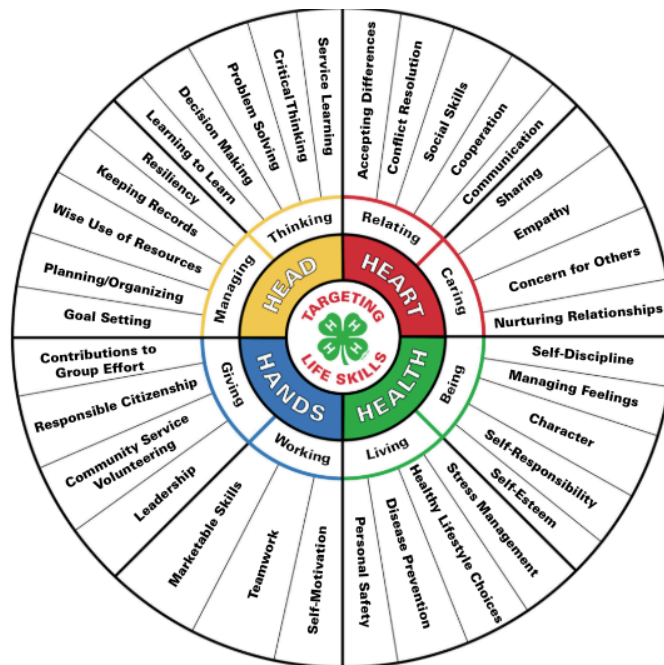 TARGETING
LIFE SKILLS
H H
H H
HEAD
Managing
Goal Setting
Planning/Organizing
Wise Use of Resources
Keeping Records
Resiliency
Thinking
Learning to Learn
Decision Making
Problem Solving
Critical Thinking
Service Learning
HEART
Relating
Accepting Differences
Conflict Resolution
Social Skills
Cooperation
Communication
Caring
Sharing
Empathy
Concern for Others
Nurturing Relationships
HEALTH
Being
Self-Discipline
Managing Feelings
Character
Self-Responsibility
Self-Esteem
Living
Stress Management
Healthy Lifestyle Choices
Disease Prevention
Personal Safety
HANDS
Working
Self-Motivation
Teamwork
Marketable Skills
Giving
Leadership
Community Service
Volunteering
Responsible Citizenship
Contributions to
Group Effort